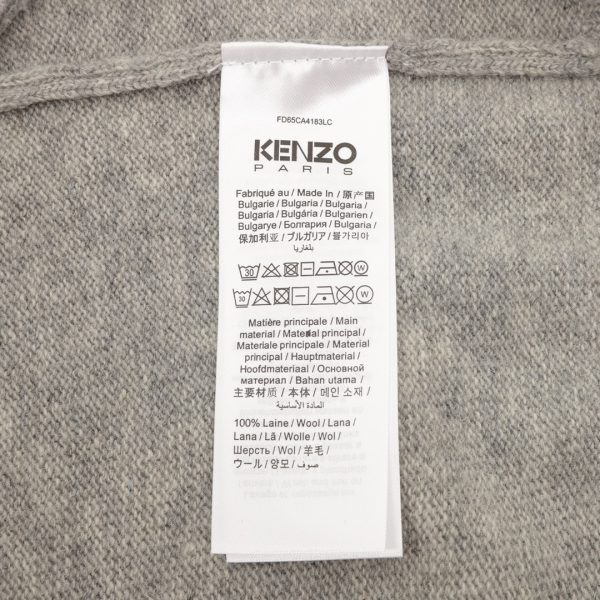 FD65CA4183LC
KENZO
PARIS
Fabriqué au / Made In / 原产国
Bulgarie / Bulgaria / Bulgaria /
Bulgaria / Bulgária / Bulgarien /
Bulgarye / Болгария / Bulgaria /
保加利亚 / ブルガリア / 불가리아
/ بلغاريا
30 W
30 W
Matière principale / Main
material / Material principal /
Materiale principale / Material
principal / Hauptmaterial /
Hoofdmateriaal / Основной
материал / Bahan utama /
主要材质 / 本体 / 메인 소재 /
المادة الأساسية /
100% Laine / Wool / Lana /
Lana / Lã / Wolle / Wol /
Шерсть / Wol / 羊毛 /
ウール / 양모 / صوف /